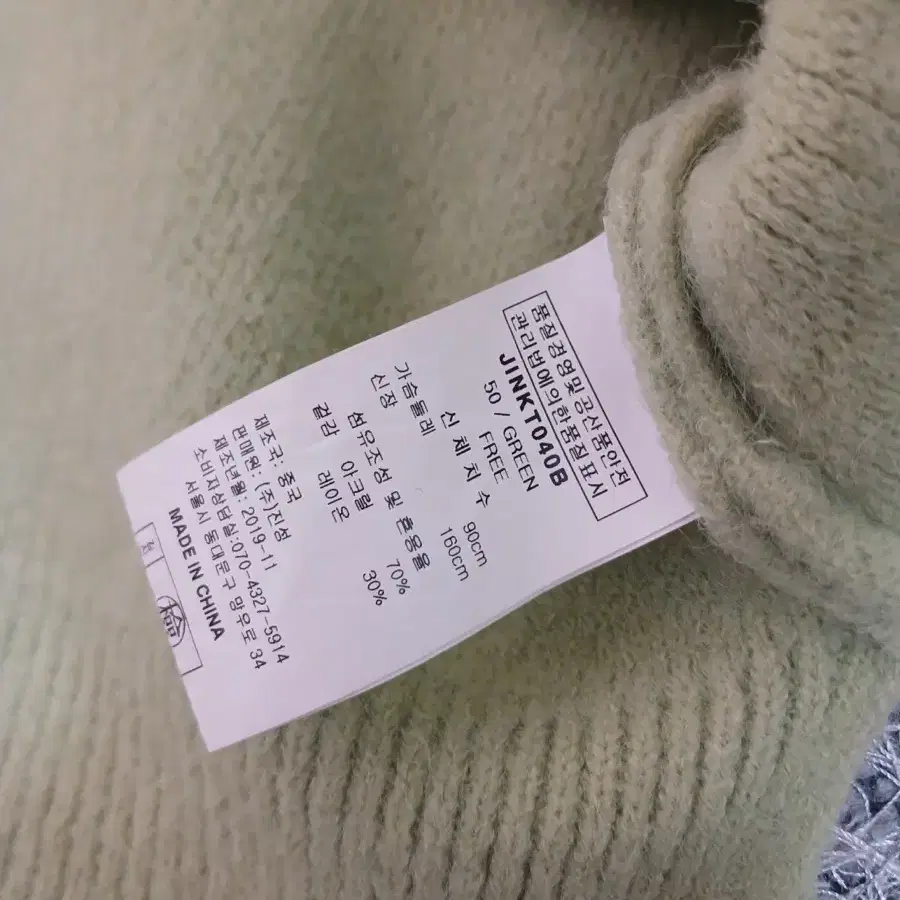 품질경영및공산품안전
관리법에의한품질표시
JINKT040B
50 / GREEN
FREE
신 체 치 수
가슴둘레 90cm
신장 160cm
섬유조성 및 혼용율
겉감 아크릴 70%
레이온 30%
제조국: 중국
판매원: (주)진성
제조년월: 2019-11
소비자상담실:070-4327-5914
서울시 동대문구 망우로 34
MADE IN CHINA